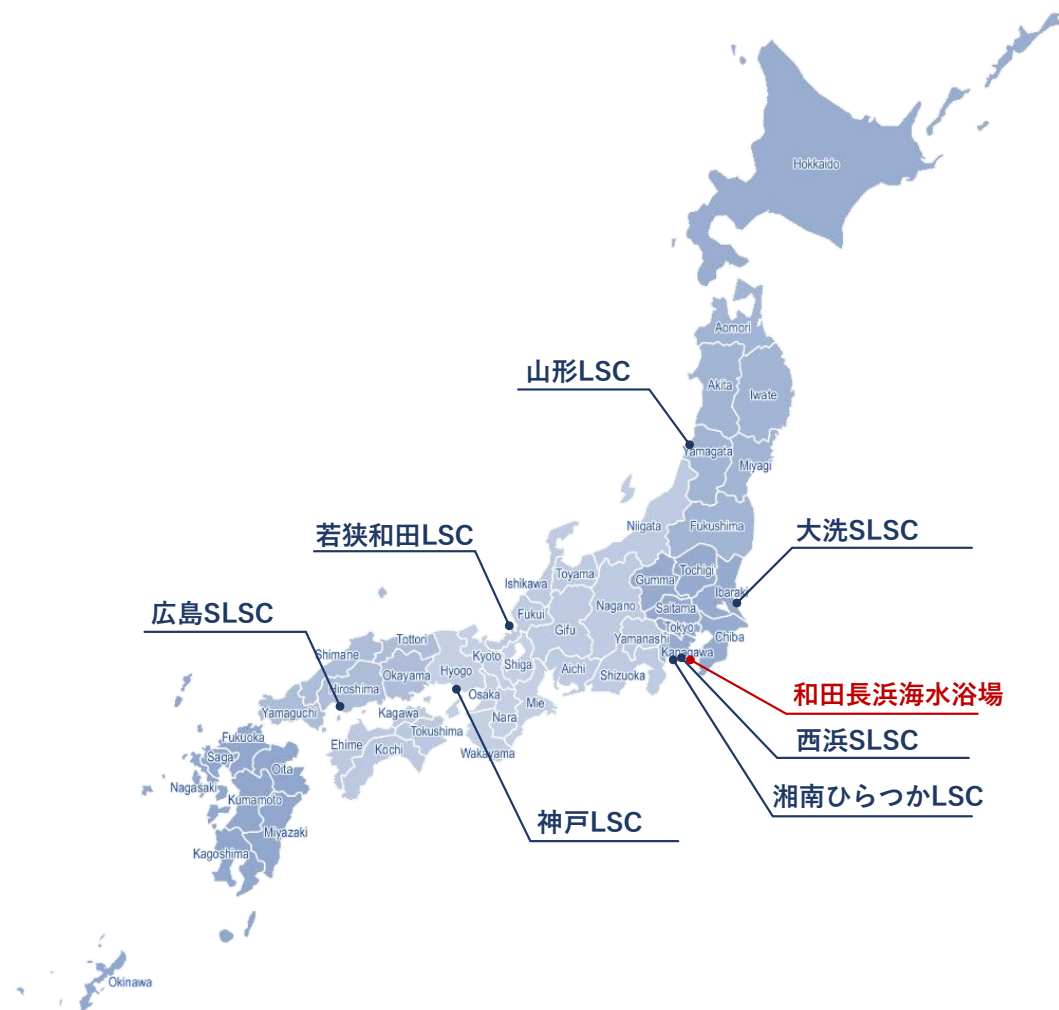 Hokkaido
Aomori
山形LSC
Akita
Iwate
Yamagata
Miyagi
若狭和田LSC
Niigata
Fukushima
大洗SLSC
Toyama
Ishikawa
Gumma
Tochigi
Ibaraki
広島SLSC
Fukui
Nagano
Saitama
Gifu
Tokyo
Tottori
Yamanashi
Chiba
Shimane
Kyoto
Kanagawa
Hyogo
Shiga
Okayama
Aichi
Shizuoka
Hiroshima
Osaka
和田長浜海水浴場
Mie
Yamaguchi
Kagawa
Nara
Tokushima
Fukuoka
西浜SLSC
Ehime
Kochi
Wakayama
Saga
Oita
Nagasaki
Kumamoto
湘南ひらつかLSC
神戸LSC
Miyazaki
Kagoshima
Okinawa